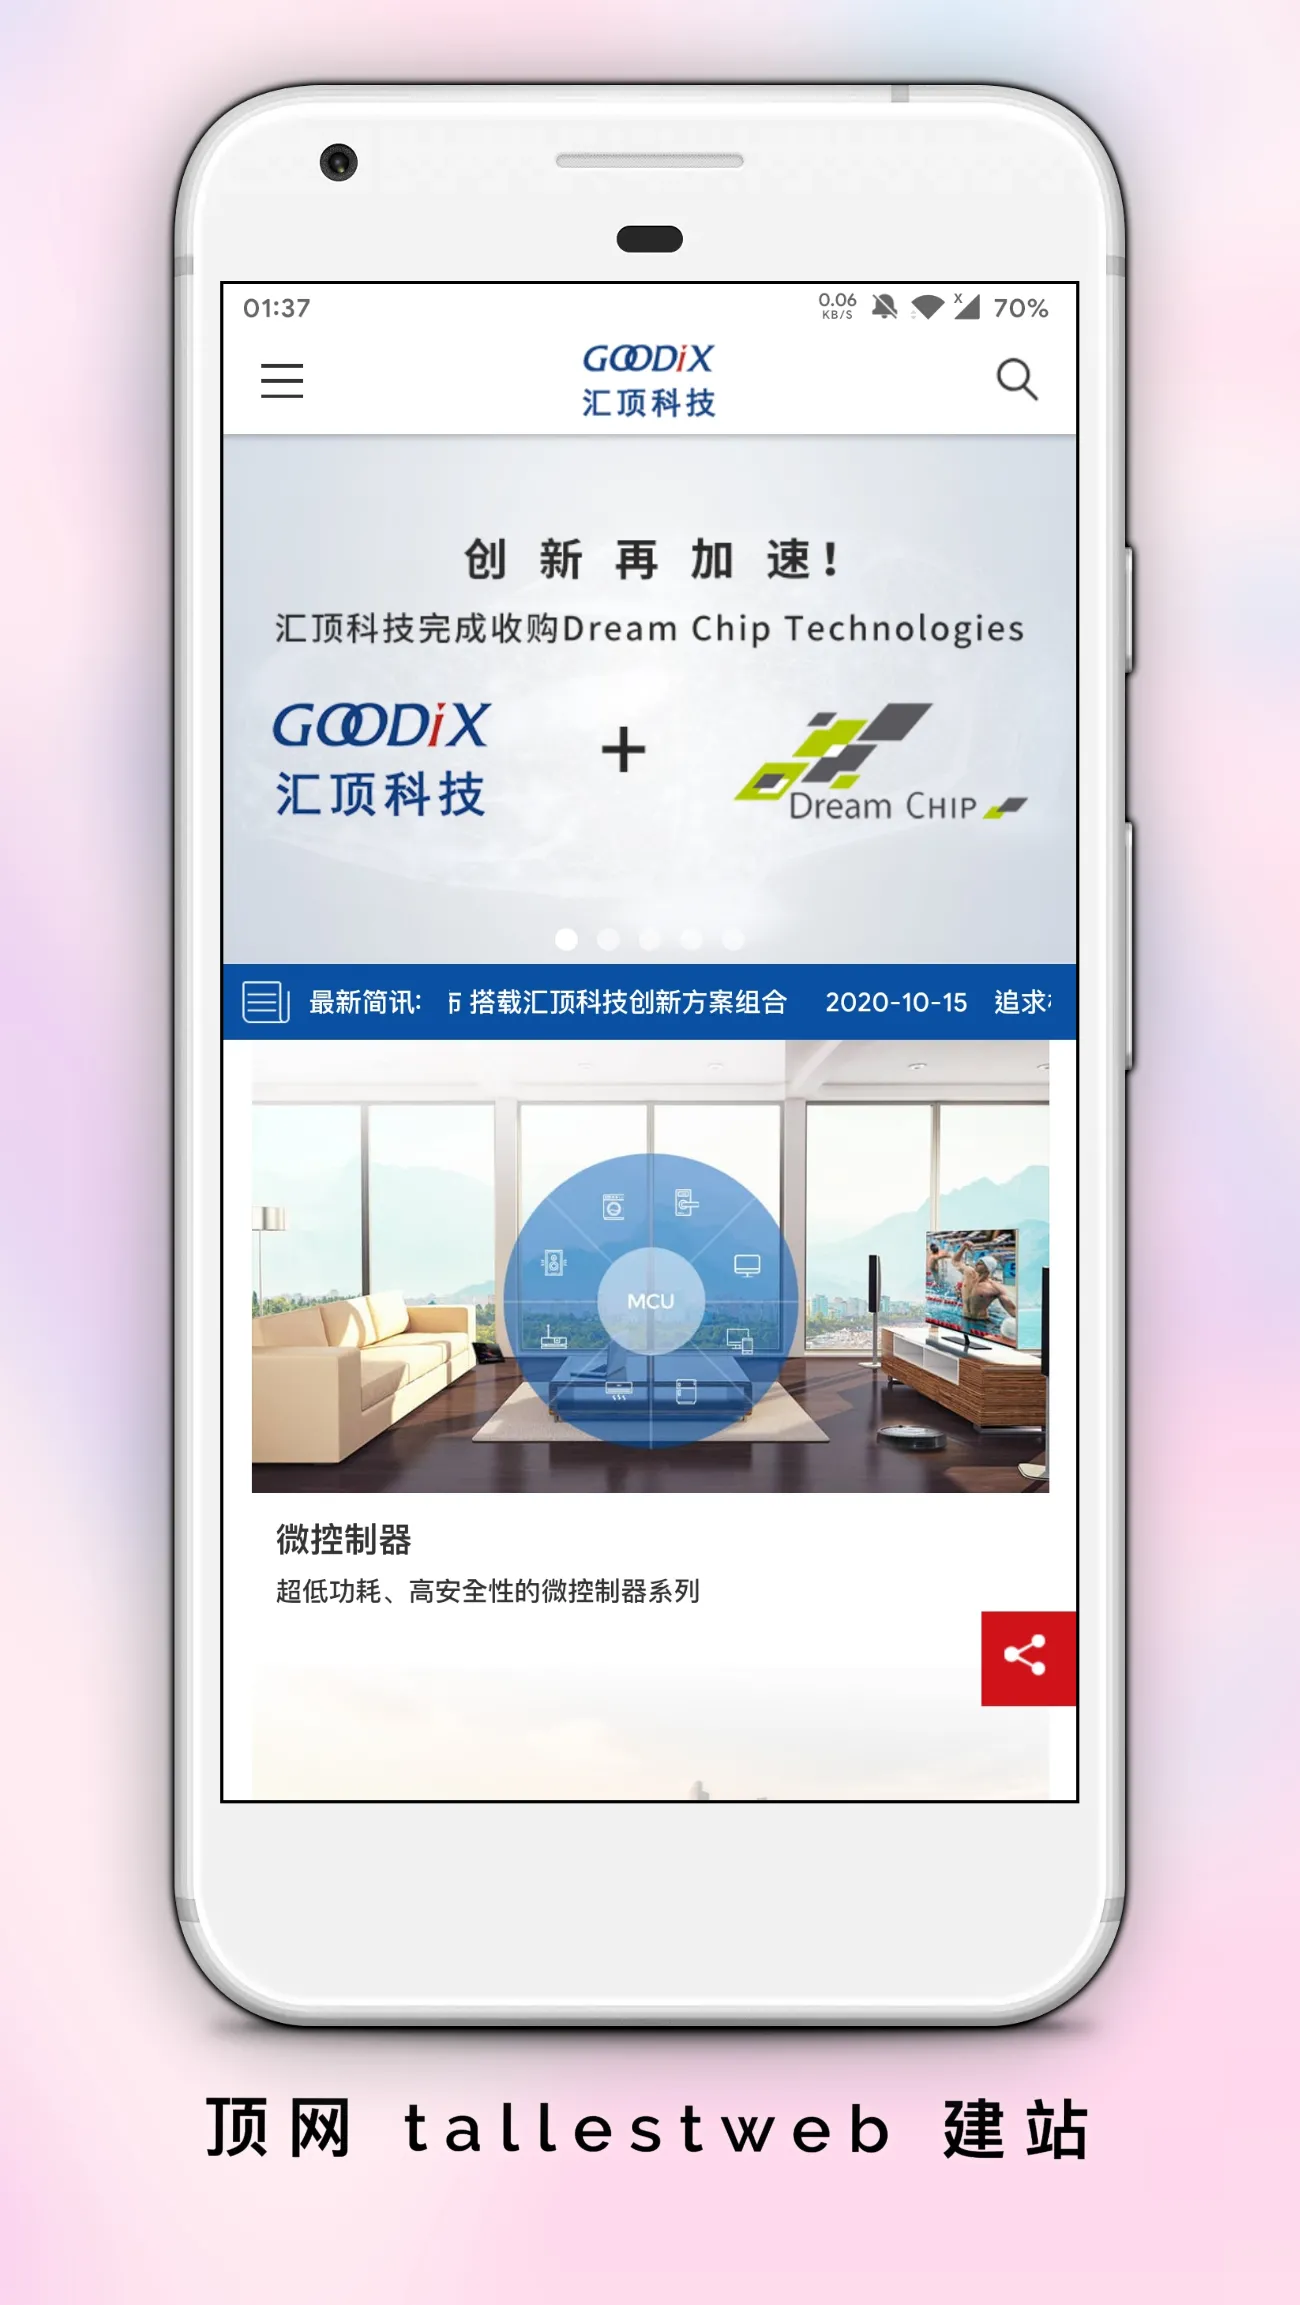 01:37
0.06
KB/S
X
70%
GOODiX
汇顶科技
创新再加速!
汇顶科技完成收购Dream Chip Technologies
GOODiX
汇顶科技
+
Dream CHIP
最新简讯: 搭载汇顶科技创新方案组合 2020-10-15 追求
MCU
微控制器
超低功耗、高安全性的微控制器系列
顶网 tallestweb 建站